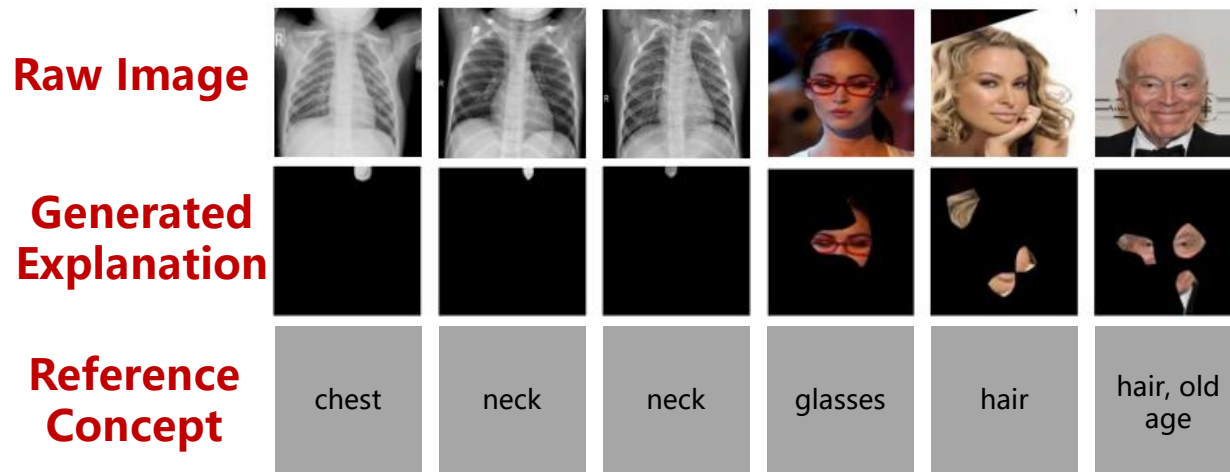 Raw Image
R
R
R
Generated
Explanation
Reference
Concept
chest
neck
neck
glasses
hair
hair, old
age